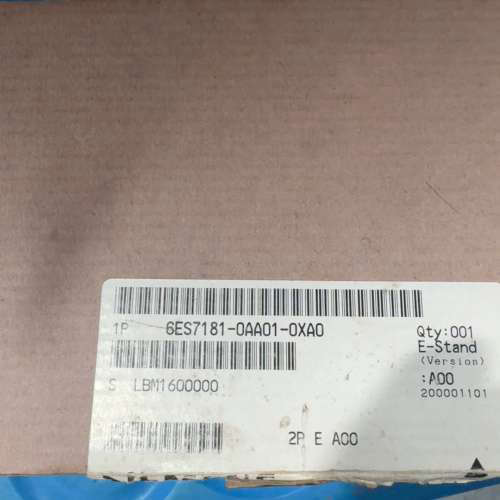 1P 6ES7181-0AA01-0XA0
Qty:001
E-Stand
(Version)
S LBM1600000
:A00
200001101
2P E A00